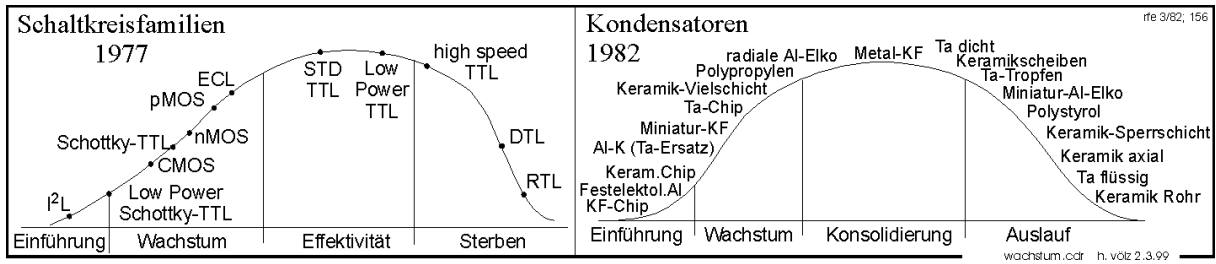 Schaltkreisfamilien
1977
ECL
pMOS
Schottky-TTL
nMOS
CMOS
I²L
Low Power
Schottky-TTL
STD
TTL
Low
Power
TTL
high speed
TTL
DTL
RTL
Einführung
Wachstum
Effektivität
Sterben
Kondensatoren
1982
rfe 3/82; 156
radiale Al-Elko
Polypropylen
Keramik-Vielschicht
Ta-Chip
Miniatur-KF
Al-K (Ta-Ersatz)
Keram.Chip
Festelektol.Al
KF-Chip
Metal-KF
Ta dicht
Keramikscheiben
Ta-Tropfen
Miniatur-Al-Elko
Polystyrol
Keramik-Sperrschicht
Keramik axial
Ta flüssig
Keramik Rohr
Einführung
Wachstum
Konsolidierung
Auslauf
wachstum.cdr h. völz 2.3.99